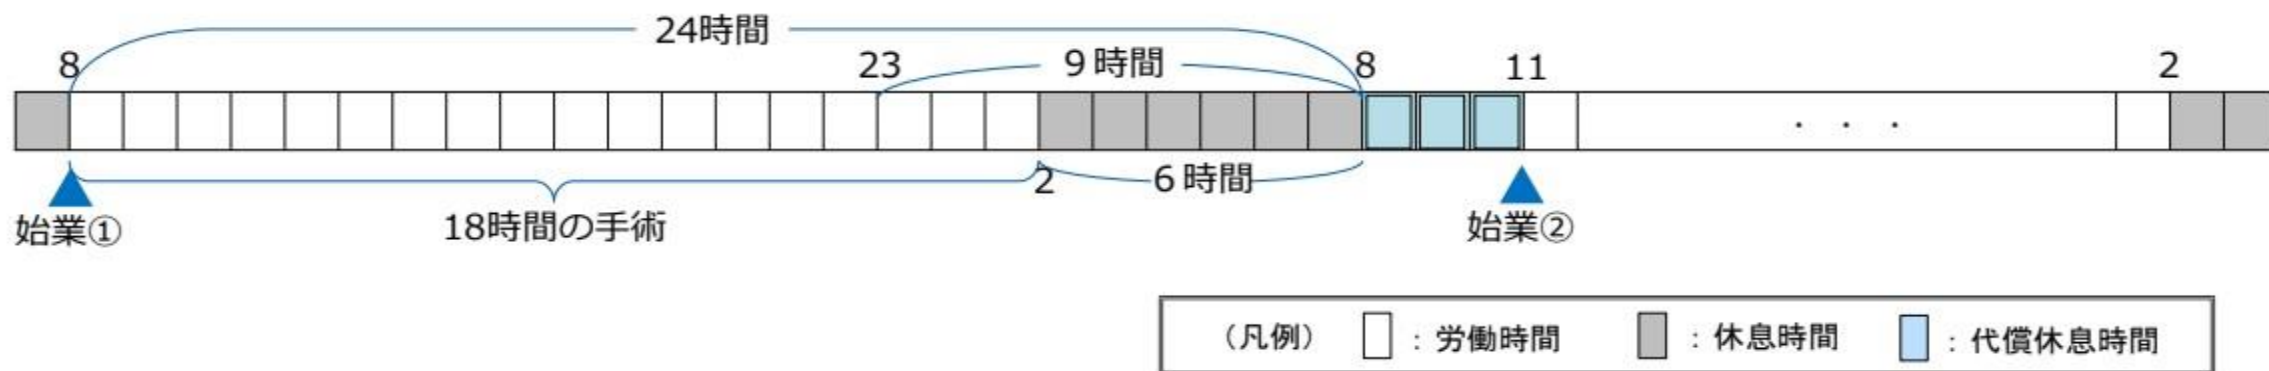 24時間
8
23
9時間
8
11
2
・・・
2
6時間
始業①
18時間の手術
始業②
（凡例）
：労働時間
：休息時間
：代償休息時間